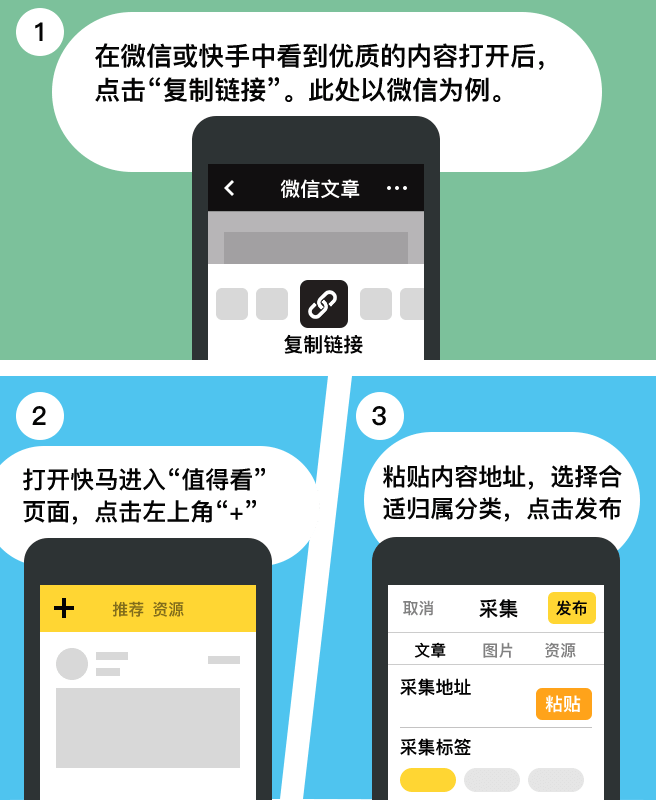 1
在微信或快手中看到优质的内容打开后，
点击“复制链接”。此处以微信为例。
微信文章
复制链接
2
打开快马进入“值得看”
页面，点击左上角“+”
推荐 资源
3
粘贴内容地址，选择合
适归属分类，点击发布
取消 采集 发布
文章 图片 资源
采集地址
粘贴
采集标签